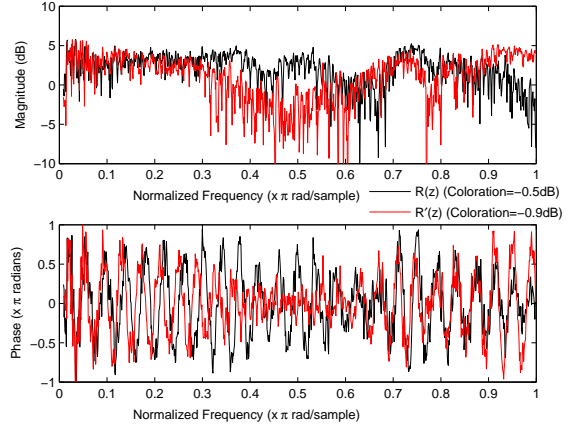 10
5
0
−5
−10
Magnitude (dB)
0 0.1 0.2 0.3 0.4 0.5 0.6 0.7 0.8 0.9 1
Normalized Frequency (x π rad/sample)
R(z) (Coloration=−0.5dB)
R'(z) (Coloration=−0.9dB)
1
0.5
0
−0.5
−1
Phase (x π radians)
0 0.1 0.2 0.3 0.4 0.5 0.6 0.7 0.8 0.9 1
Normalized Frequency (x π rad/sample)